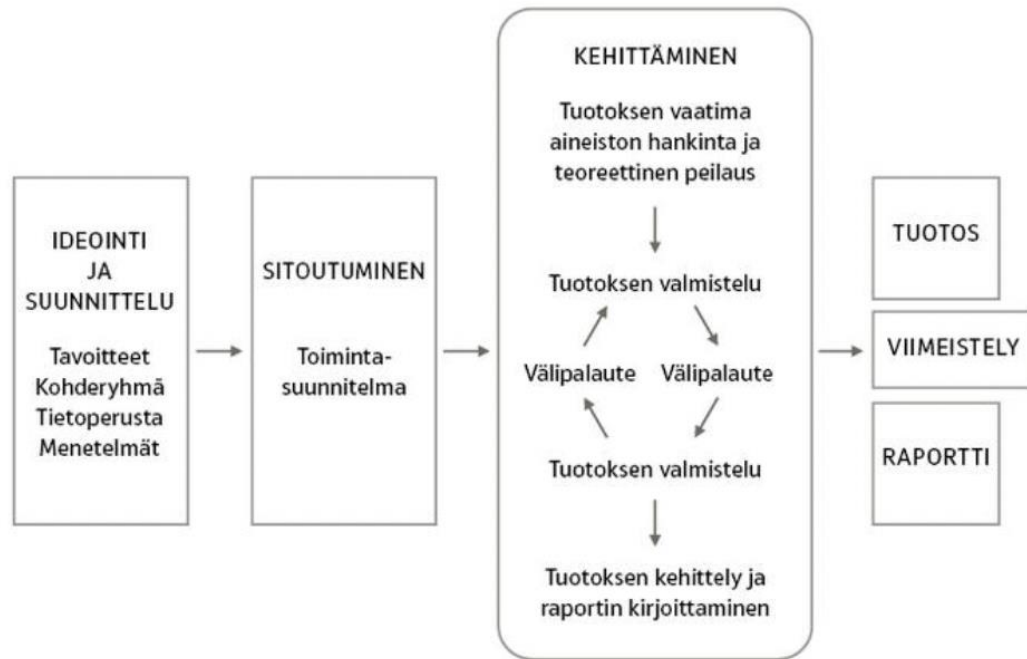 IDEOINTI
JA
SUUNNITTELU
Tavoitteet
Kohderyhmä
Tietoperusta
Menetelmät
SITOUTUMINEN
Toiminta-
suunnitelma
KEHITTÄMINEN
Tuotoksen vaatima
aineiston hankinta ja
teoreettinen peilaus
Tuotoksen valmistelu
Välipalaute
Välipalaute
Tuotoksen valmistelu
Tuotoksen kehittely ja
raportin kirjoittaminen
TUOTOS
VIIMEISTELY
RAPORTTI